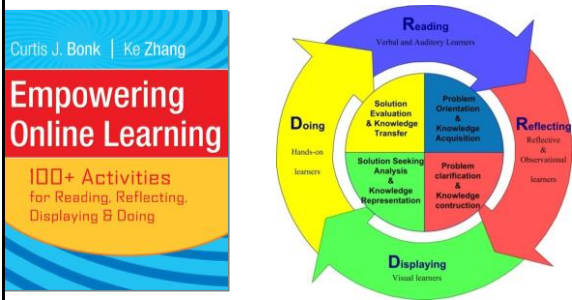 Curtis J. Bonk | Ke Zhang
Empowering
Online Learning
100+ Activities
for Reading, Reflecting,
Displaying & Doing
Reading
Verbal and Auditory Learners
Reflecting
Reflective
&
Observational
learners
Displaying
Visual learners
Doing
Hands-on
learners
Solution
Evaluation
& Knowledge
Transfer
Problem
Orientation
&
Knowledge
Acquisition
Solution Seeking
Analysis
&
Knowledge
Representation
Problem
clarification
&
Knowledge
contruction